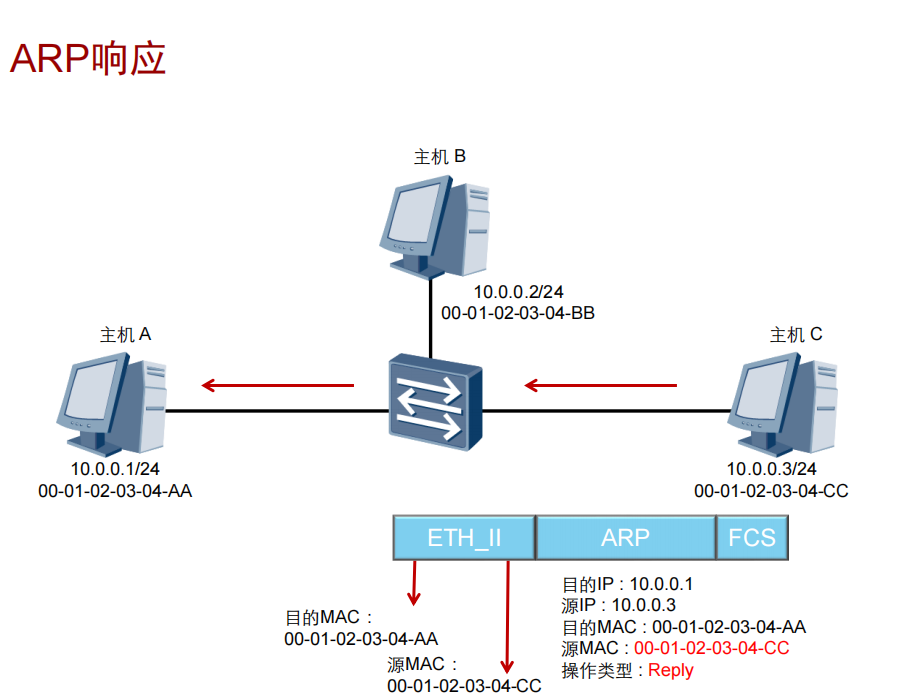 ARP响应
主机 B
10.0.0.2/24
00-01-02-03-04-BB
主机 A
主机 C
10.0.0.1/24
00-01-02-03-04-AA
10.0.0.3/24
00-01-02-03-04-CC
ETH_II
ARP
FCS
目的MAC：
00-01-02-03-04-AA
源MAC：
00-01-02-03-04-CC
目的IP : 10.0.0.1
源IP : 10.0.0.3
目的MAC : 00-01-02-03-04-AA
源MAC : 00-01-02-03-04-CC
操作类型 : Reply